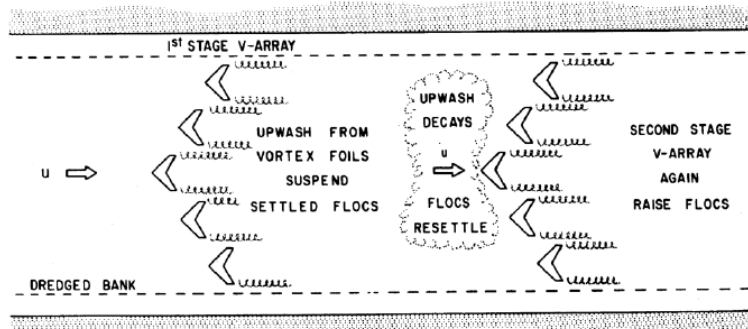 1st STAGE V-ARRAY
UPWASH FROM
VORTEX FOILS
SUSPEND
SETTLED FLOCS
U
UPWASH
DECAYS
u
FLOCS
RESETTLE
SECOND STAGE
V-ARRAY
AGAIN
RAISE FLOCS
DREDGED BANK